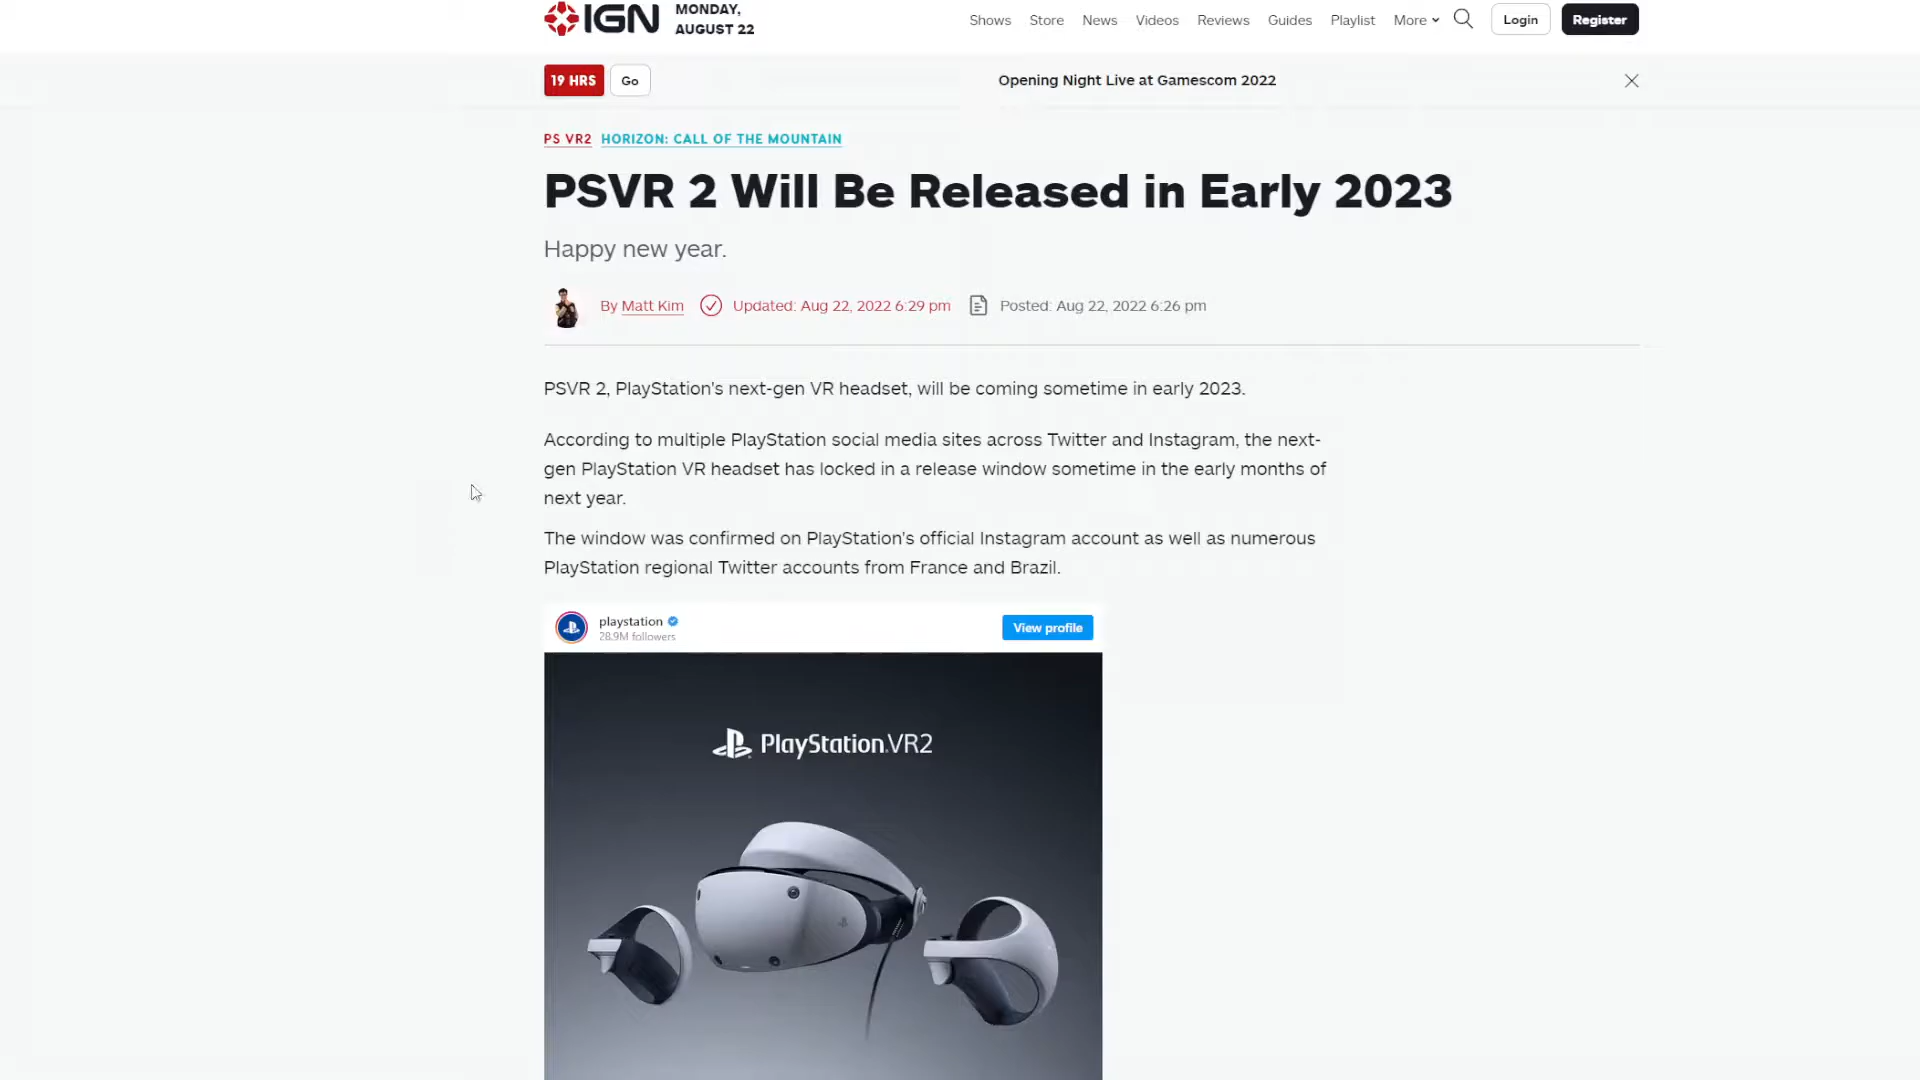 IGN
MONDAY,
AUGUST 22
Shows Store News Videos Reviews Guides Playlist More Login Register
19 HRS Go Opening Night Live at Gamescom 2022
PS VR2 HORIZON: CALL OF THE MOUNTAIN
PSVR 2 Will Be Released in Early 2023
Happy new year.
By Matt Kim Updated: Aug 22, 2022 6:29 pm Posted: Aug 22, 2022 6:26 pm
PSVR 2, PlayStation's next-gen VR headset, will be coming sometime in early 2023.
According to multiple PlayStation social media sites across Twitter and Instagram, the next-
gen PlayStation VR headset has locked in a release window sometime in the early months of
next year.
The window was confirmed on PlayStation's official Instagram account as well as numerous
PlayStation regional Twitter accounts from France and Brazil.
playstation
28.9M followers
View profile
PlayStation.VR2